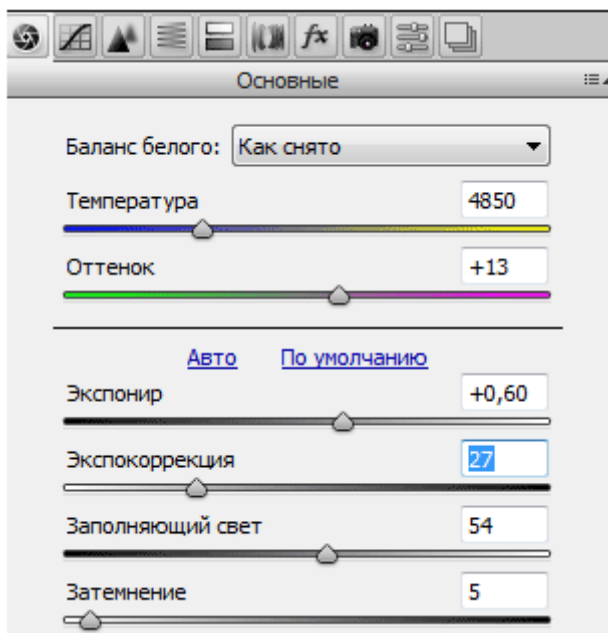 fx
Основные
Баланс белого: Как снято
Температура 4850
Оттенок +13
Авто По умолчанию
Экспонир +0,60
Экспокоррекция 27
Заполняющий свет 54
Затемнение 5